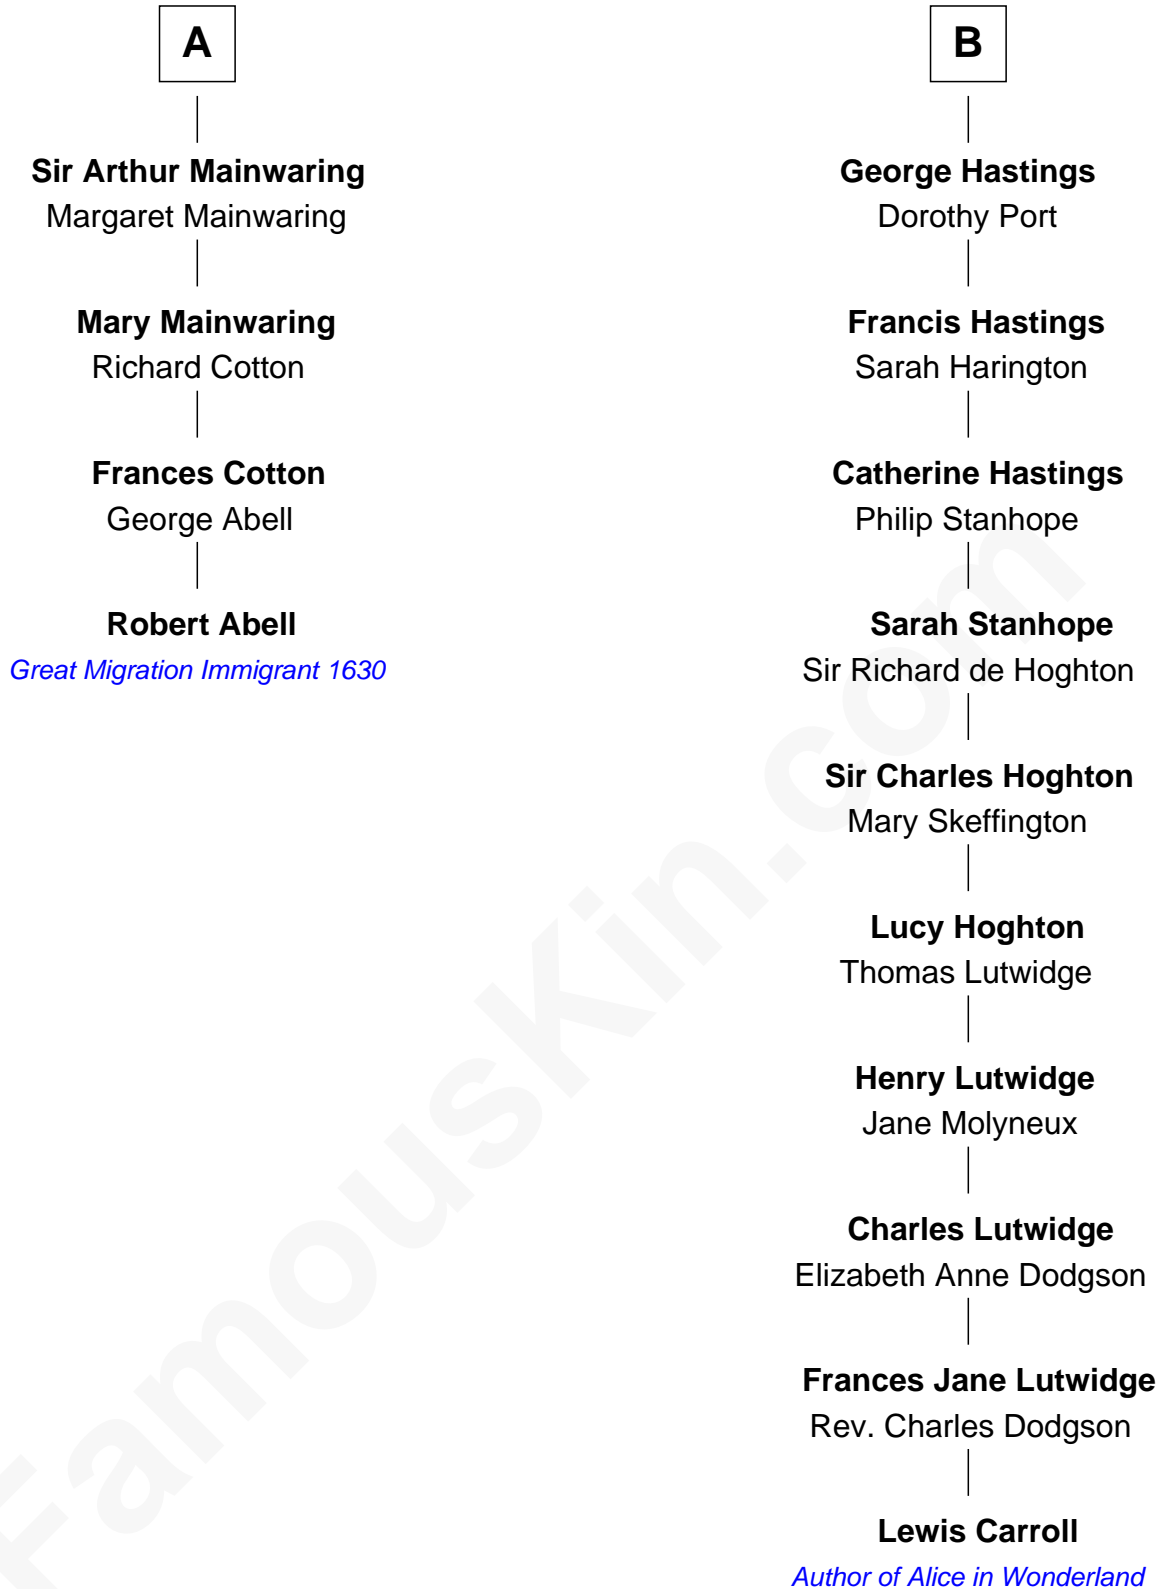 A
Sir Arthur Mainwaring
Margaret Mainwaring
Mary Mainwaring
Richard Cotton
Frances Cotton
George Abell
Robert Abell
Great Migration Immigrant 1630
B
George Hastings
Dorothy Port
Francis Hastings
Sarah Harington
Catherine Hastings
Philip Stanhope
Sarah Stanhope
Sir Richard de Hoghton
Sir Charles Hoghton
Mary Skeffington
Lucy Hoghton
Thomas Lutwidge
Henry Lutwidge
Jane Molyneux
Charles Lutwidge
Elizabeth Anne Dodgson
Frances Jane Lutwidge
Rev. Charles Dodgson
Lewis Carroll
Author of Alice in Wonderland
FamousKin.com